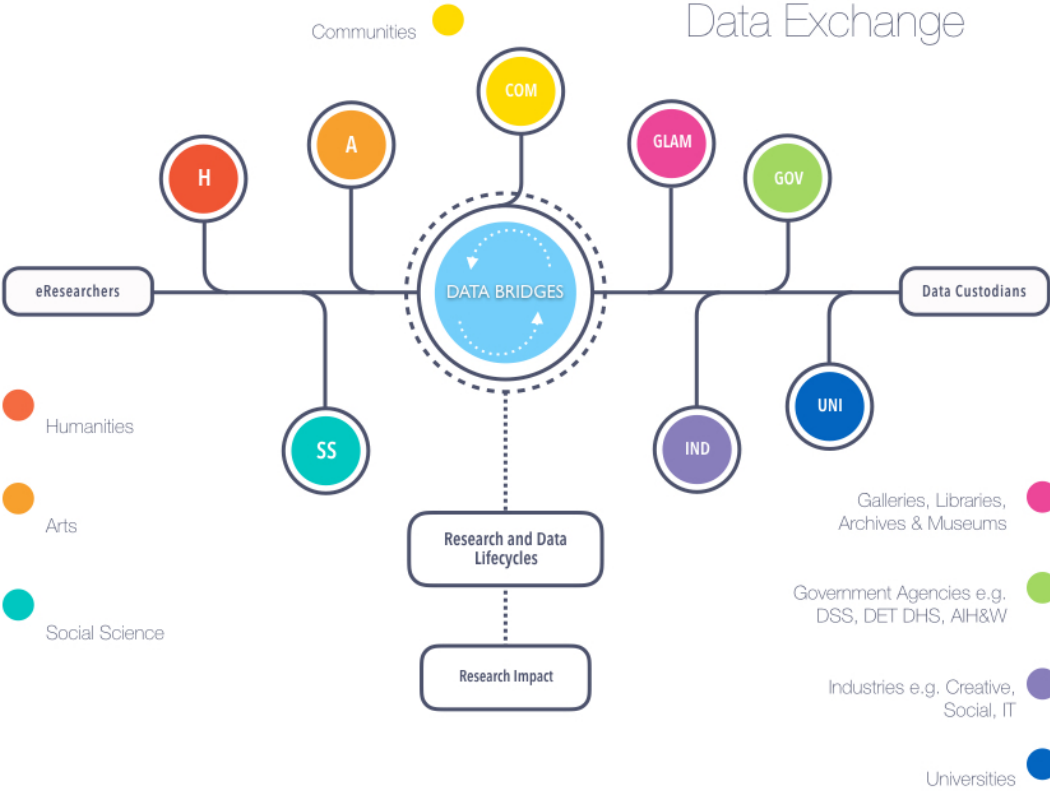 Data Exchange
Communities
COM
A
GLAM
H
GOV
eResearchers
DATA BRIDGES
Data Custodians
UNI
SS
IND
Humanities
Arts
Social Science
Research and Data
Lifecycles
Research Impact
Galleries, Libraries,
Archives & Museums
Government Agencies e.g.
DSS, DET DHS, AIH&W
Industries e.g. Creative,
Social, IT
Universities